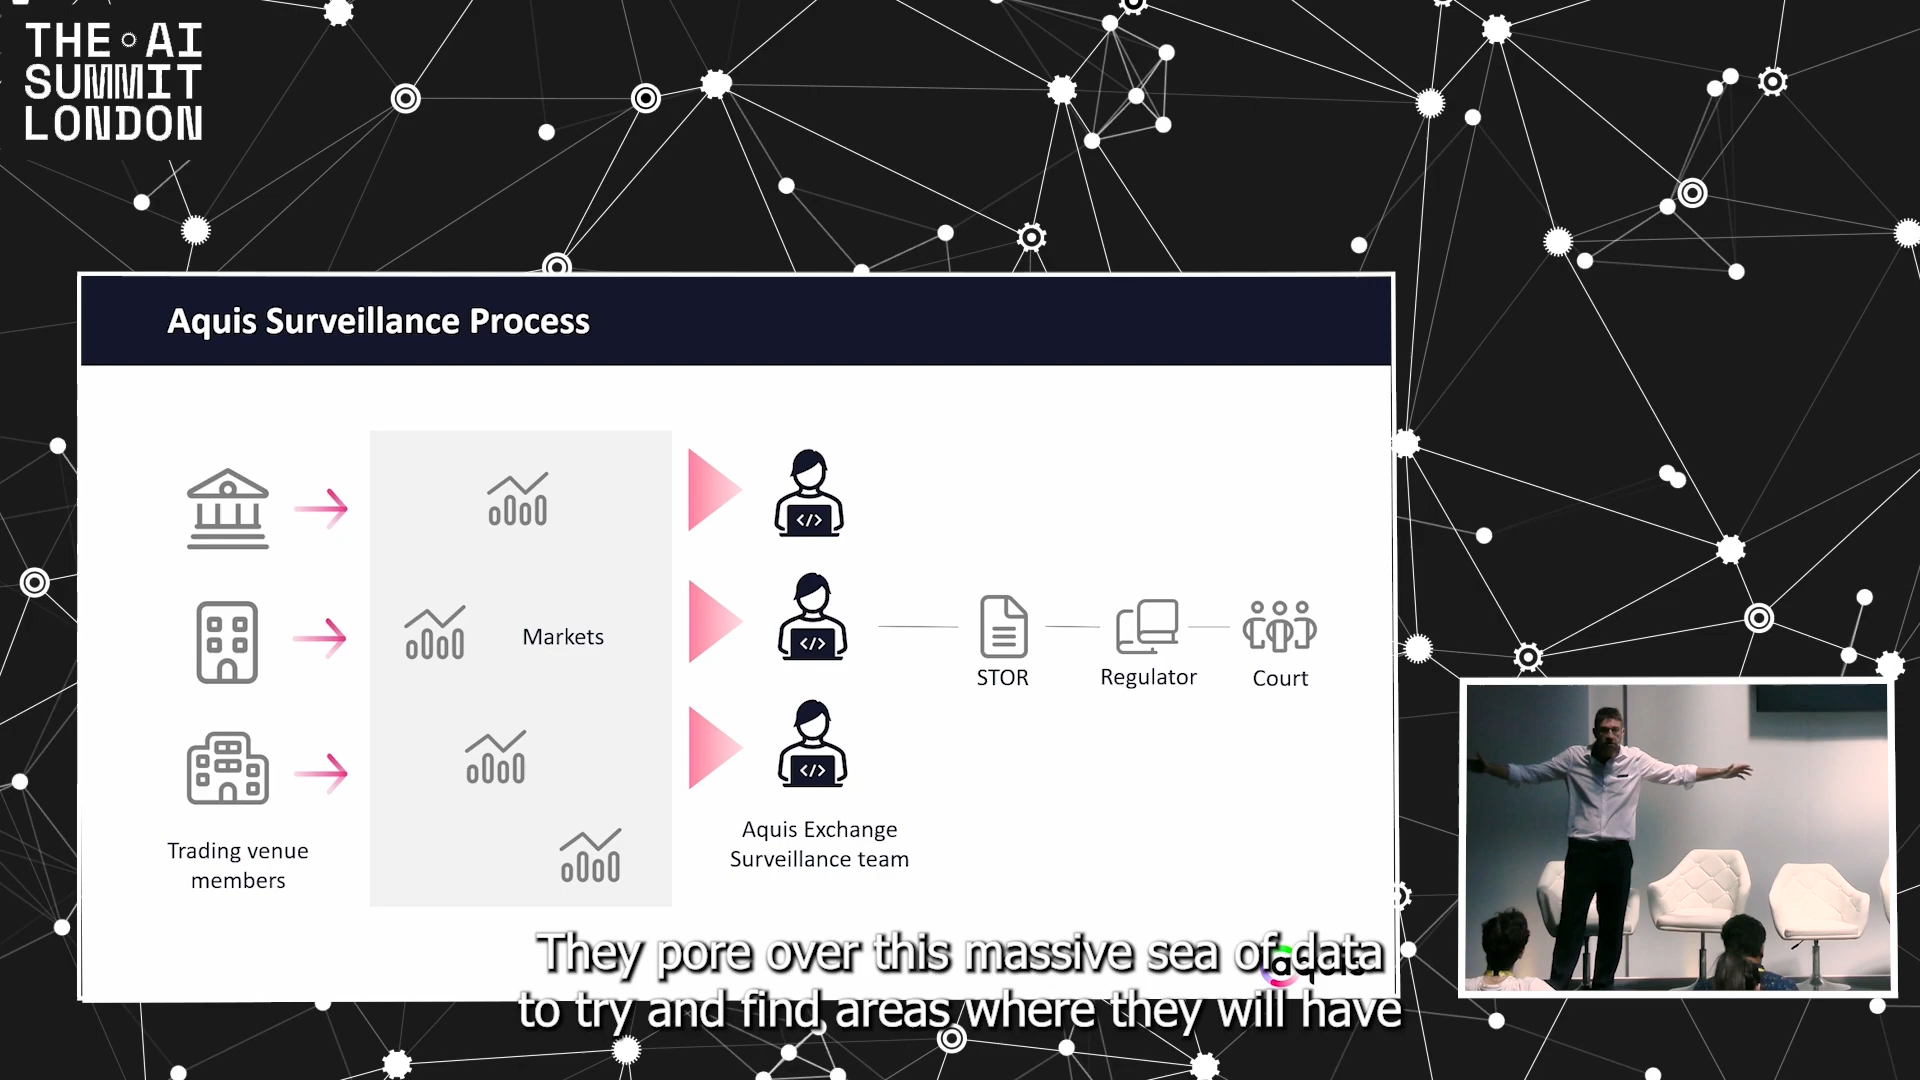 THE AI
SUMMIT
LONDON
Aquis Surveillance Process
Markets
STOR
Regulator
Court
Trading venue
members
Aquis Exchange
Surveillance team
</>
</>
</>
aquis
They pore over this massive sea of data
to try and find areas where they will have